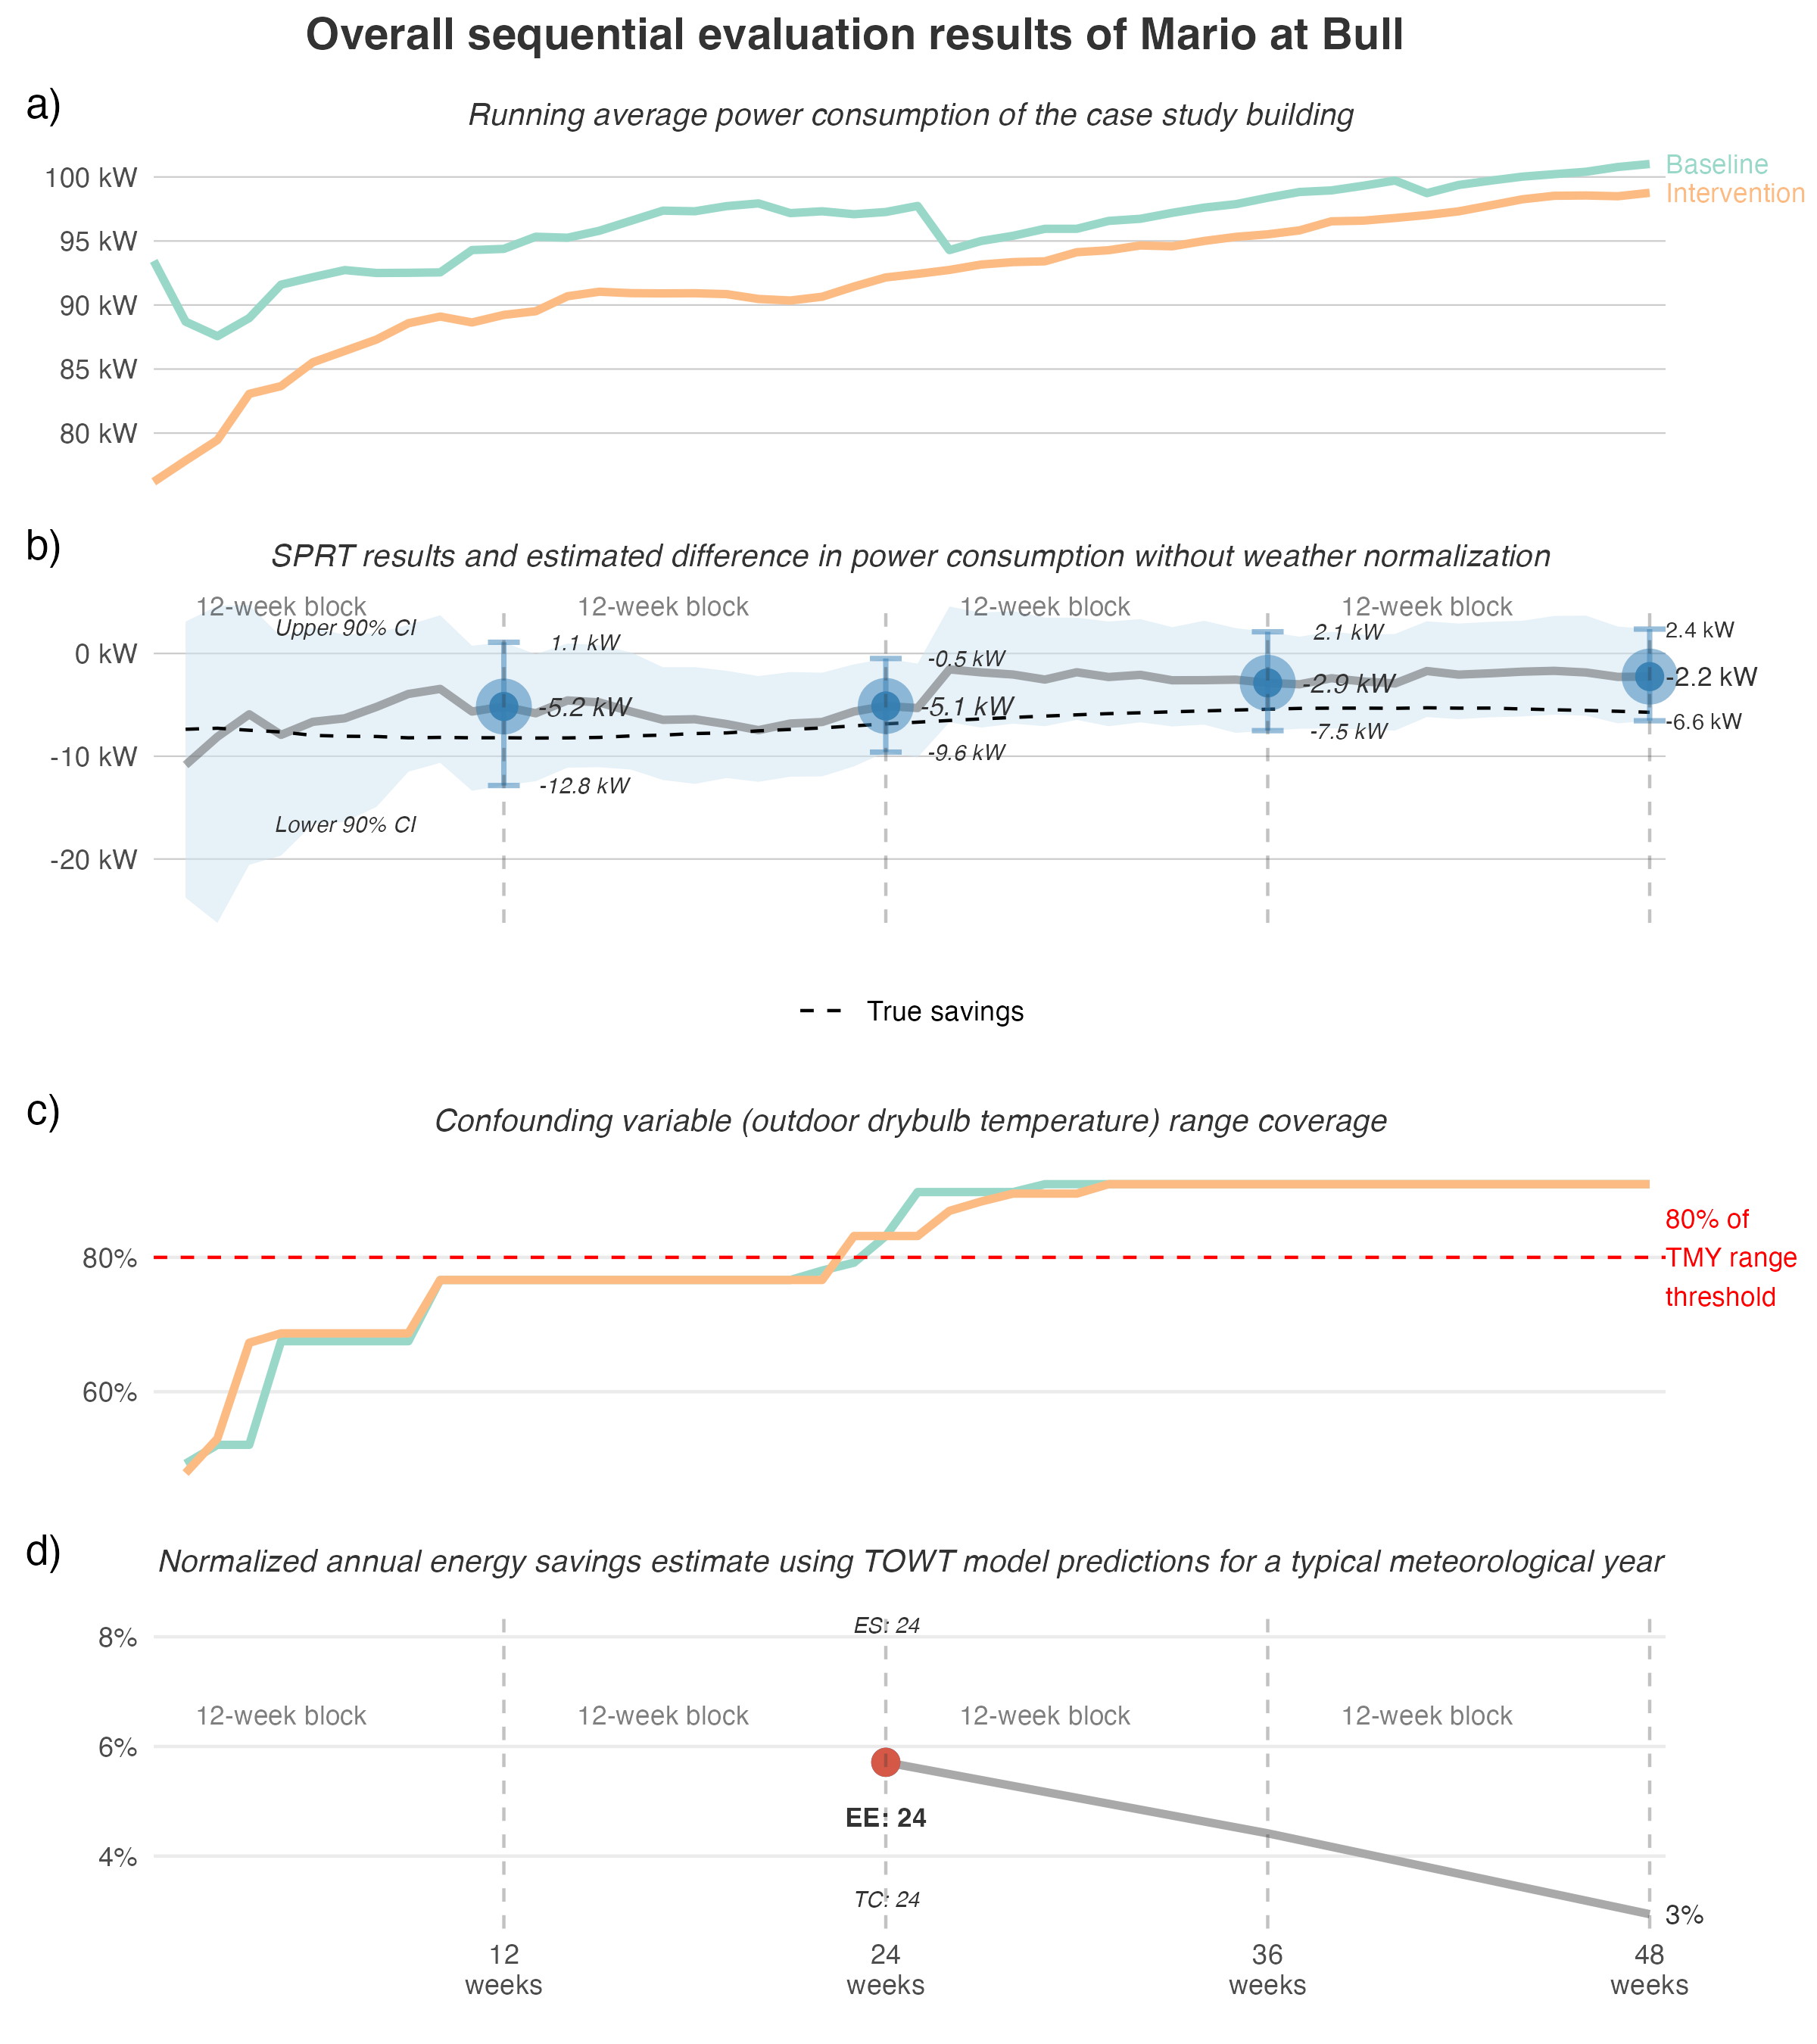 Overall sequential evaluation results of Mario at Bull
a)
Running average power consumption of the case study building
100 kW
95 kW
90 kW
85 kW
80 kW
Baseline
Intervention
b)
SPRT results and estimated difference in power consumption without weather normalization
12-week block
12-week block
12-week block
12-week block
Upper 90% CI
Lower 90% CI
0 kW
-10 kW
-20 kW
1.1 kW
-5.2 kW
-12.8 kW
-0.5 kW
-5.1 kW
-9.6 kW
2.1 kW
-2.9 kW
-7.5 kW
2.4 kW
-2.2 kW
-6.6 kW
True savings
c)
Confounding variable (outdoor drybulb temperature) range coverage
80%
60%
80% of
TMY range
threshold
d)
Normalized annual energy savings estimate using TOWT model predictions for a typical meteorological year
8%
6%
4%
ES: 24
12-week block
12-week block
12-week block
12-week block
EE: 24
TC: 24
3%
12
weeks
24
weeks
36
weeks
48
weeks